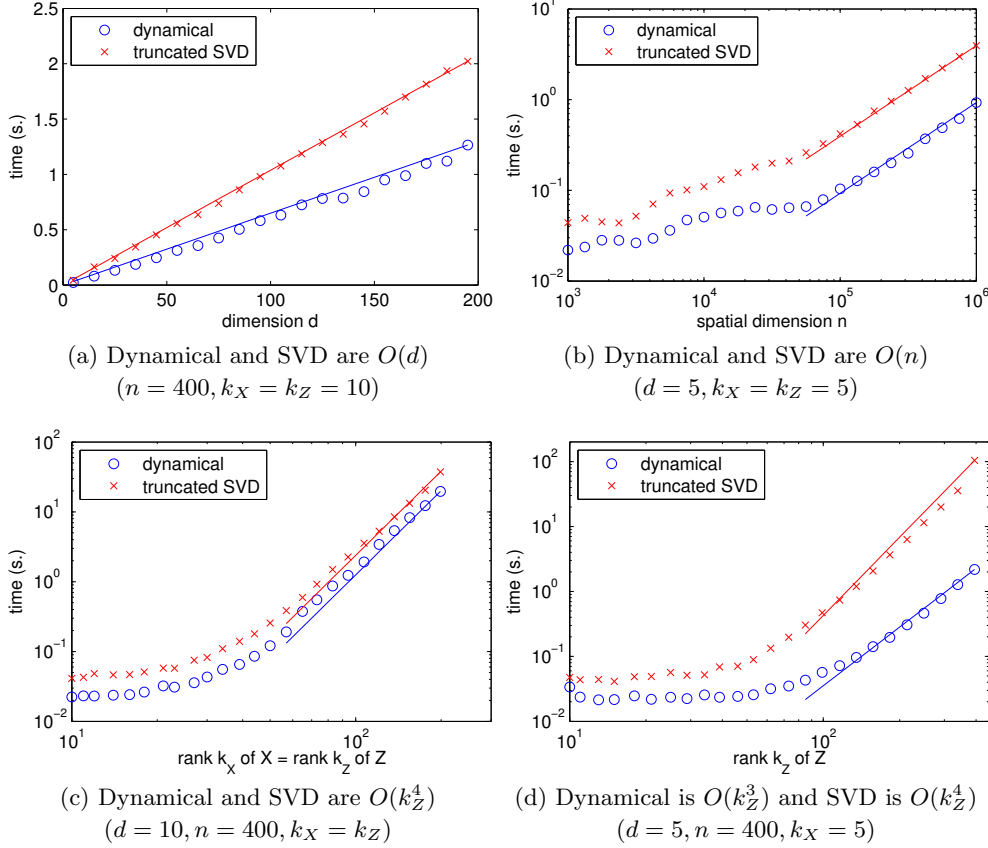 2.5
2
1.5
1
0.5
0
time (s.)
dynamical
truncated SVD
0 50 100 150 200
dimension d
(a) Dynamical and SVD are O(d)
(n = 400, k_X = k_Z = 10)
10^1
10^0
10^−1
10^−2
time (s.)
dynamical
truncated SVD
10^3 10^4 10^5 10^6
spatial dimension n
(b) Dynamical and SVD are O(n)
(d = 5, k_X = k_Z = 5)
10^2
10^1
10^0
10^−1
10^−2
time (s.)
dynamical
truncated SVD
10^1 10^2
rank k_X of X = rank k_Z of Z
(c) Dynamical and SVD are O(k_Z^4)
(d = 10, n = 400, k_X = k_Z)
10^2
10^1
10^0
10^−1
10^−2
time (s.)
dynamical
truncated SVD
10^1 10^2
rank k_Z of Z
(d) Dynamical is O(k_Z^3) and SVD is O(k_Z^4)
(d = 5, n = 400, k_X = 5)